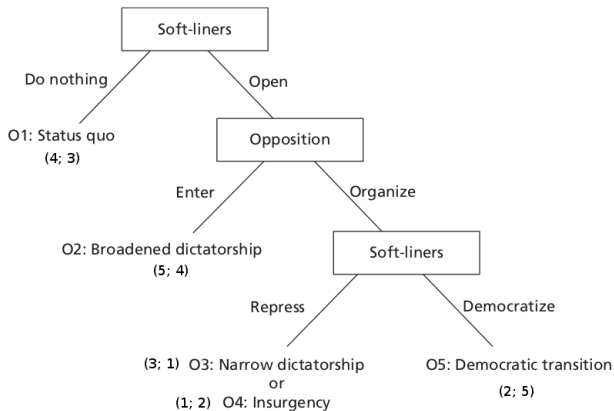 Soft-liners
Do nothing
Open
O1: Status quo
(4; 3)
Opposition
Enter
Organize
O2: Broadened dictatorship
(5; 4)
Soft-liners
Repress
Democratize
(3; 1) O3: Narrow dictatorship
or
(1; 2) O4: Insurgency
O5: Democratic transition
(2; 5)